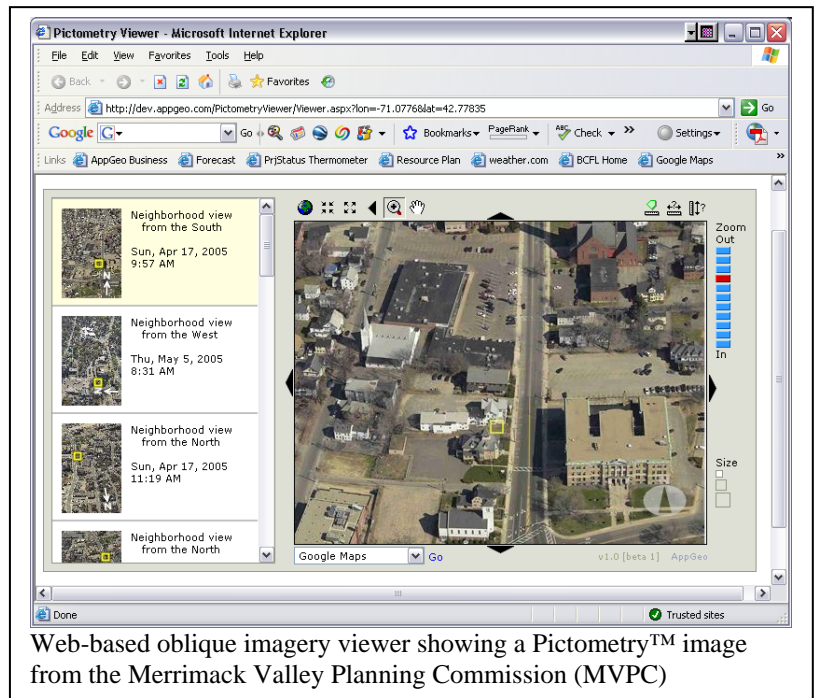 Pictometry Viewer - Microsoft Internet Explorer
File Edit View Favorites Tools Help
Back Favorites
Address http://dev.appgeo.com/PictometryViewer/Viewer.aspx?lon=-71.0776&lat=42.77835 Go
Google G Go Bookmarks PageRank ABC Check » Settings
Links AppGeo Business Forecast PrjStatus Thermometer Resource Plan weather.com BCFL Home Google Maps »
Neighborhood view
from the South
Sun, Apr 17, 2005
9:57 AM
N
Neighborhood view
from the West
Thu, May 5, 2005
8:31 AM
Neighborhood view
from the North
Sun, Apr 17, 2005
11:19 AM
N
Neighborhood view
from the North
Zoom
Out
In
Size
Google Maps Go
v1.0 [beta 1] AppGeo
Done Trusted sites
Web-based oblique imagery viewer showing a Pictometry™ image
from the Merrimack Valley Planning Commission (MVPC)